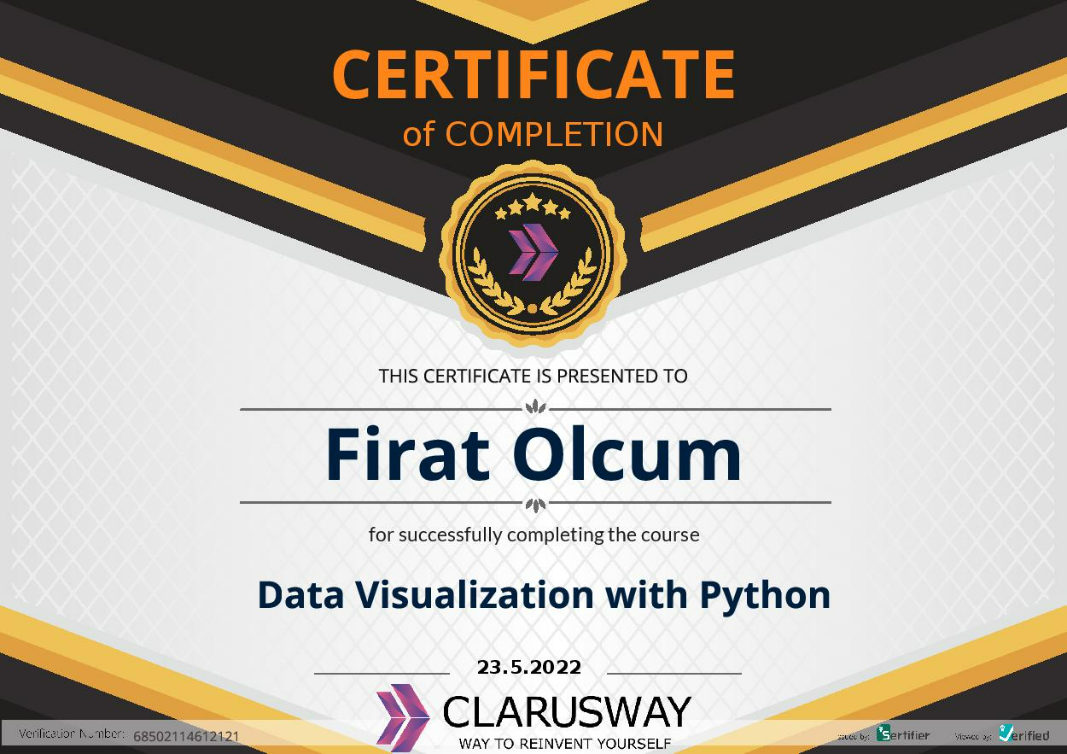 CERTIFICATE
of COMPLETION
THIS CERTIFICATE IS PRESENTED TO
Firat Olcum
for successfully completing the course
Data Visualization with Python
23.5.2022
CLARUSWAY
WAY TO REINVENT YOURSELF
Verification Number: 68502114612121
Issued by: Sertifier
Viewed by: Verified